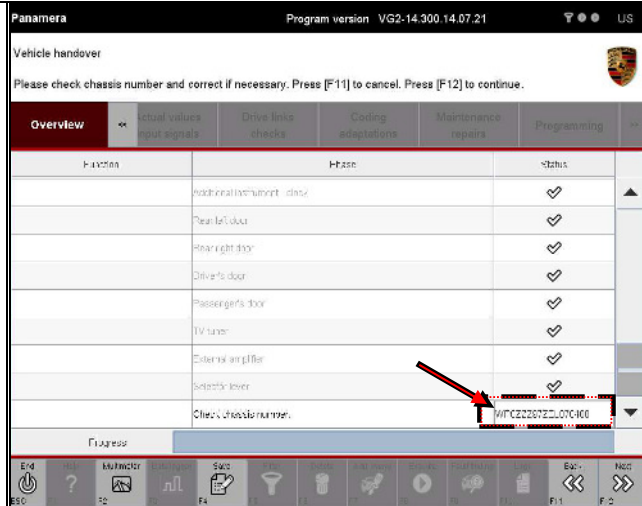 Panamera Program version VG2-14.300.14.07.21 US
Vehicle handover
Please check chassis number and correct if necessary. Press [F11] to cancel. Press [F12] to continue.
Overview « Actual values input signals Drive links checks Coding adaptations Maintenance repairs Programming »
Function Phase Status
Additional instrument - clock
Rear left door
Rear right door
Driver's door
Passenger's door
TV tuner
External amplifier
Selector lever
Check chassis number.
Progress
End Help Multimeter Save Filter Delete Back Next
ESC F2 F4 F11 F12